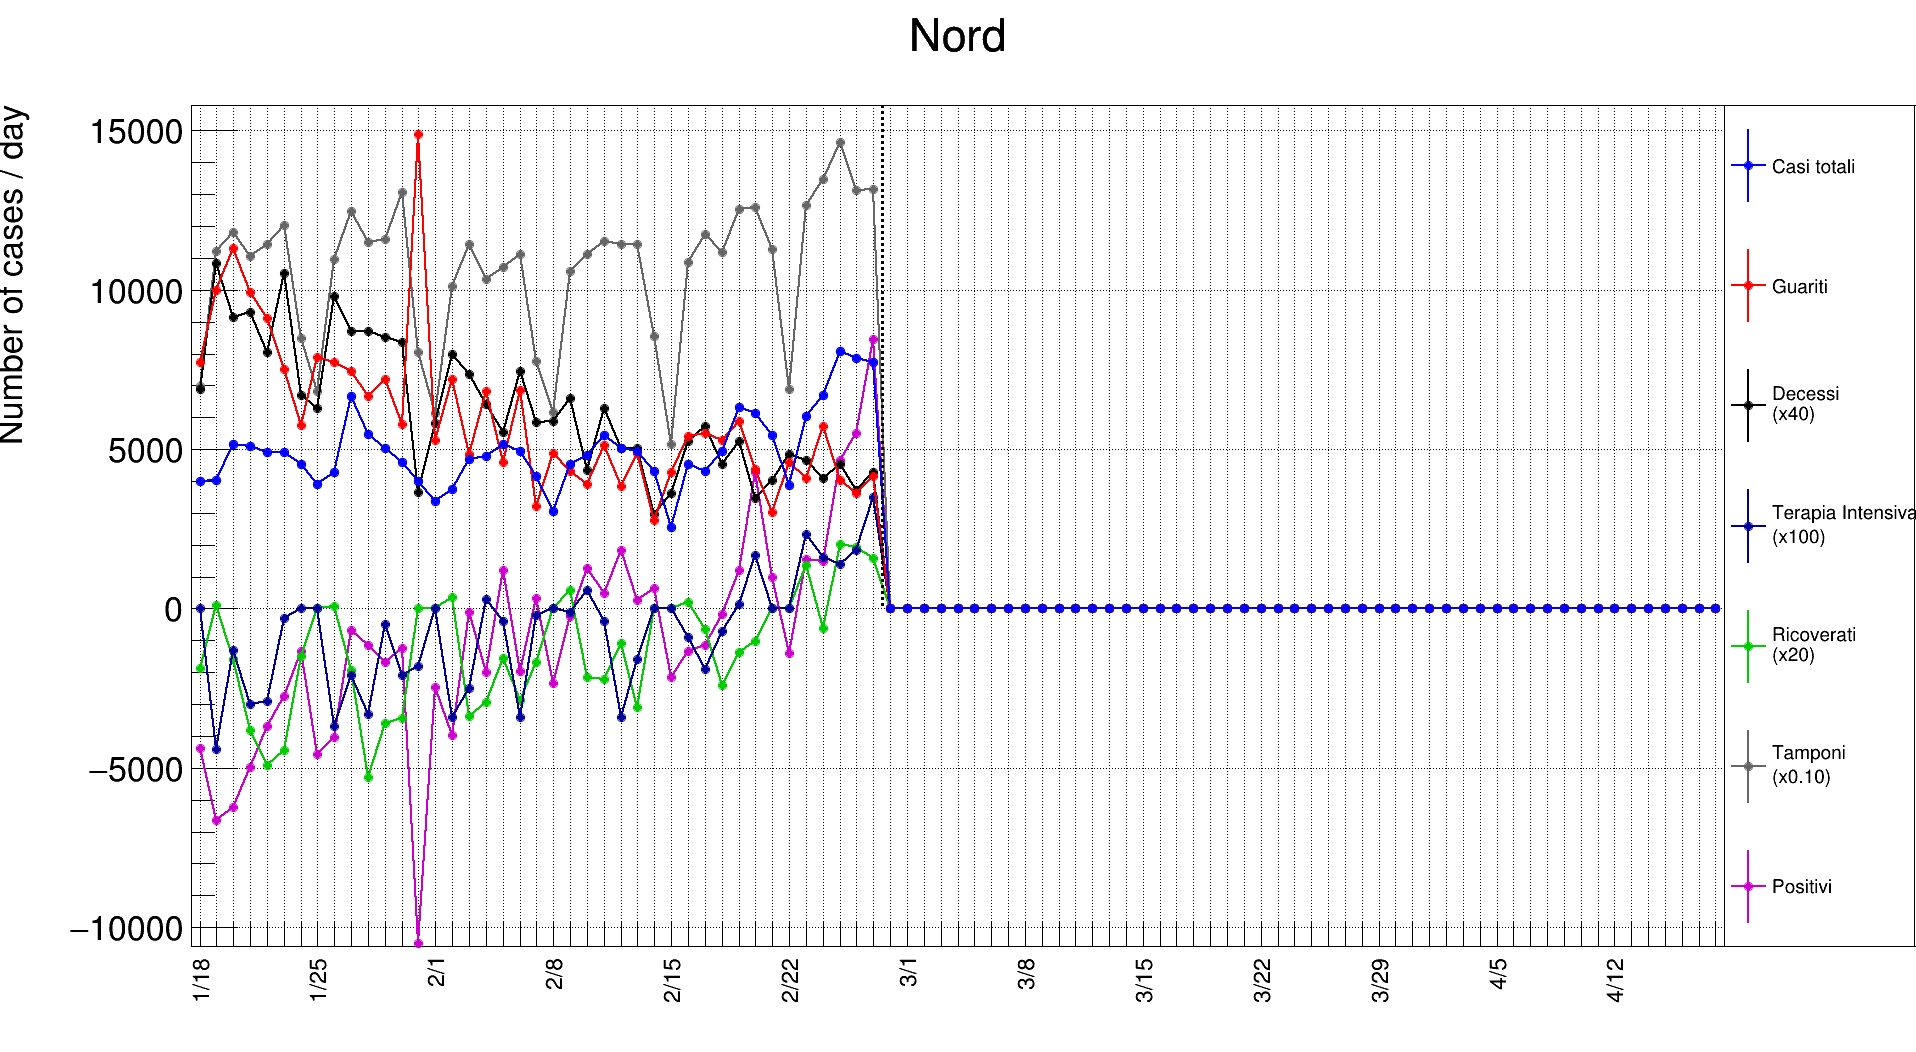 Nord
Number of cases / day
15000
10000
5000
0
−5000
−10000
1/18
1/25
2/1
2/8
2/15
2/22
3/1
3/8
3/15
3/22
3/29
4/5
4/12
Casi totali
Guariti
Decessi
(x40)
Terapia Intensiva
(x100)
Ricoverati
(x20)
Tamponi
(x0.10)
Positivi